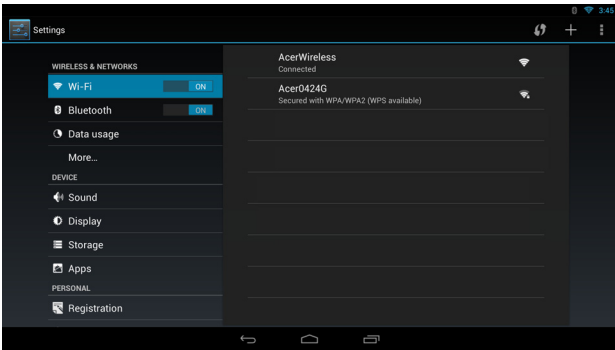 3:45
Settings
WIRELESS & NETWORKS
Wi-Fi ON
Bluetooth ON
Data usage
More...
DEVICE
Sound
Display
Storage
Apps
PERSONAL
Registration
AcerWireless
Connected
Acer0424G
Secured with WPA/WPA2 (WPS available)